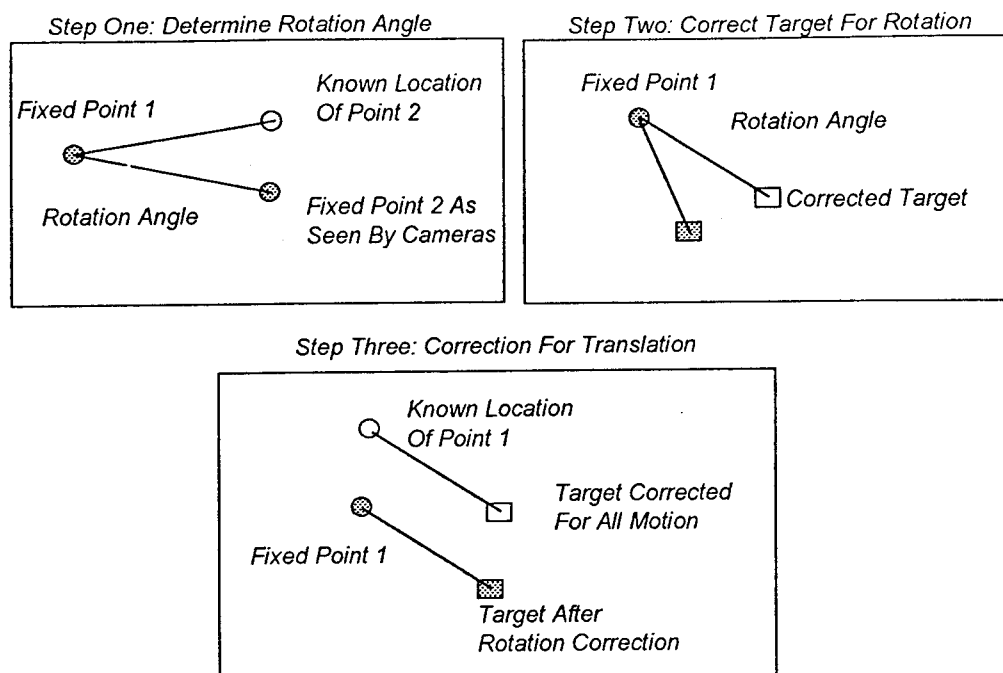 Step One: Determine Rotation Angle
Fixed Point 1
Known Location
Of Point 2
Rotation Angle
Fixed Point 2 As
Seen By Cameras
Step Two: Correct Target For Rotation
Fixed Point 1
Rotation Angle
Corrected Target
Step Three: Correction For Translation
Known Location
Of Point 1
Target Corrected
For All Motion
Fixed Point 1
Target After
Rotation Correction